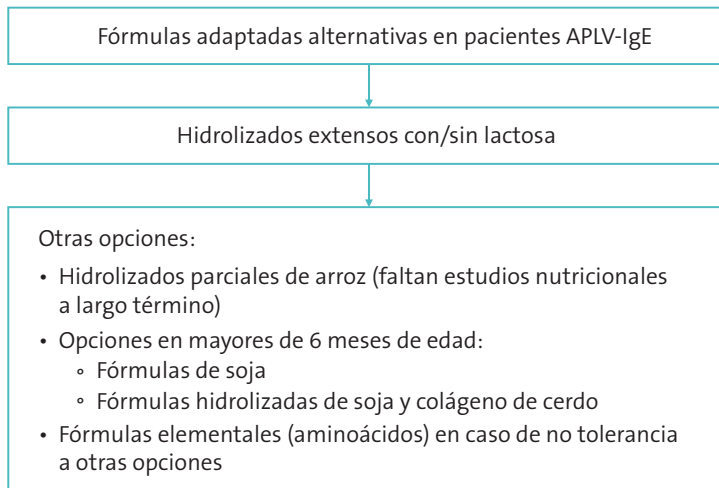 Fórmulas adaptadas alternativas en pacientes APLV-IgE
Hidrolizados extensos con/sin lactosa
Otras opciones:
• Hidrolizados parciales de arroz (faltan estudios nutricionales
a largo término)
• Opciones en mayores de 6 meses de edad:
◦ Fórmulas de soja
◦ Fórmulas hidrolizadas de soja y colágeno de cerdo
• Fórmulas elementales (aminoácidos) en caso de no tolerancia
a otras opciones